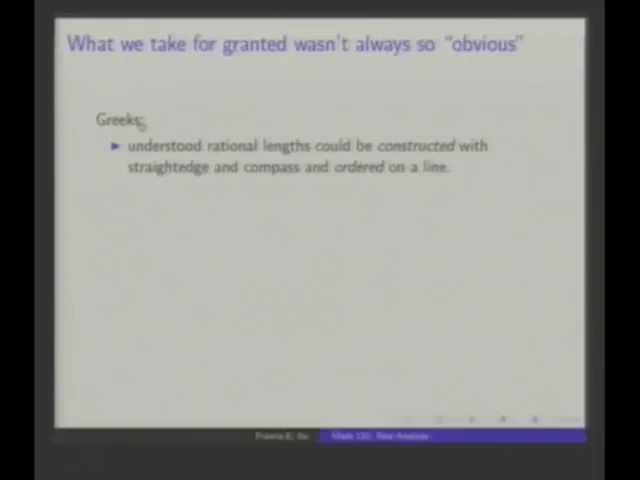 What we take for granted wasn't always so "obvious"
Greeks:
► understood rational lengths could be constructed with
straightedge and compass and ordered on a line.
Francis E. Su
Math 131: Real Analysis